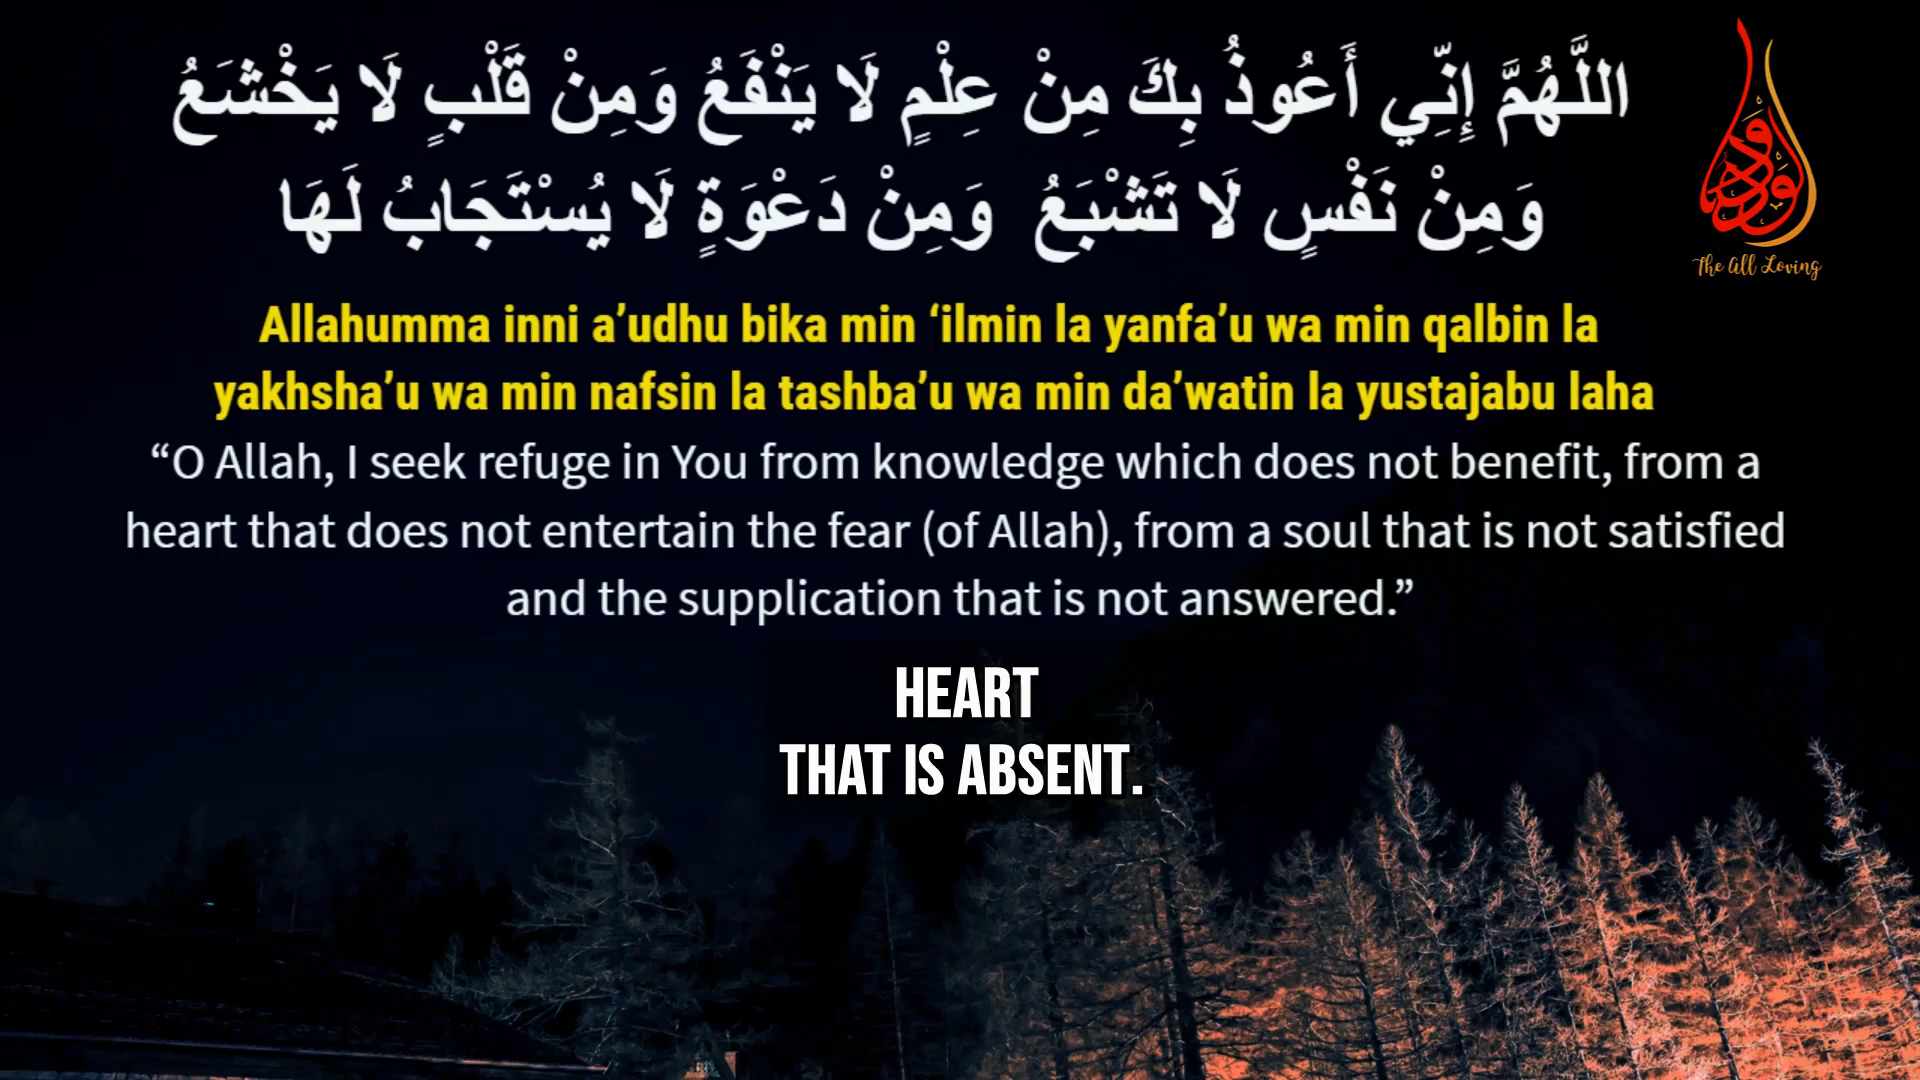 اللَّهُمَّ إِنِّي أَعُوذُ بِكَ مِنْ عِلْمٍ لَا يَنْفَعُ وَمِنْ قَلْبٍ لَا يَخْشَعُ
وَمِنْ نَفْسٍ لَا تَشْبَعُ وَمِنْ دَعْوَةٍ لَا يُسْتَجَابُ لَهَا
الودود
The All Loving
Allahumma inni a’udhu bika min ‘ilmin la yanfa’u wa min qalbin la
yakhsha’u wa min nafsin la tashba’u wa min da’watin la yustajabu laha
“O Allah, I seek refuge in You from knowledge which does not benefit, from a
heart that does not entertain the fear (of Allah), from a soul that is not satisfied
and the supplication that is not answered.”
HEART
THAT IS ABSENT.